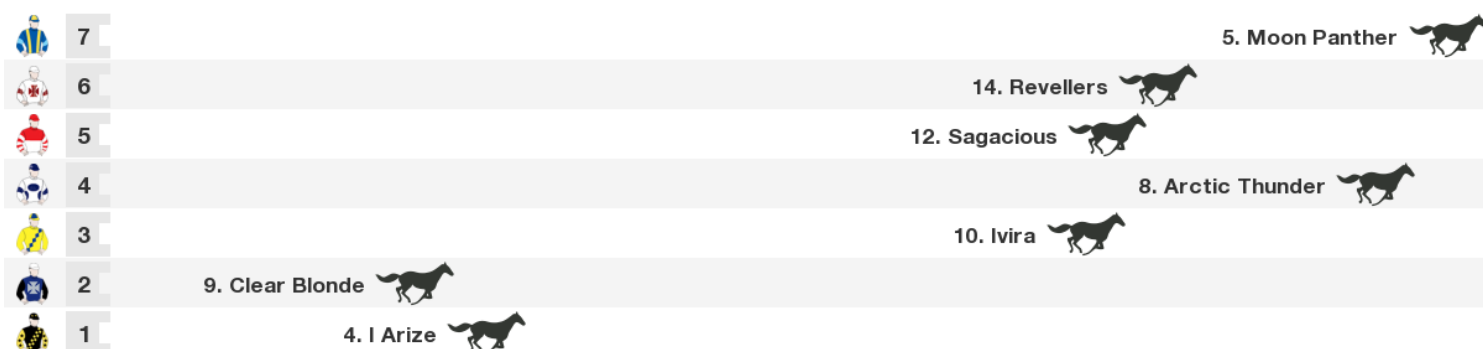 7 5. Moon Panther
6 14. Revellers
5 12. Sagacious
4 8. Arctic Thunder
3 10. Ivira
2 9. Clear Blonde
1 4. I Arize